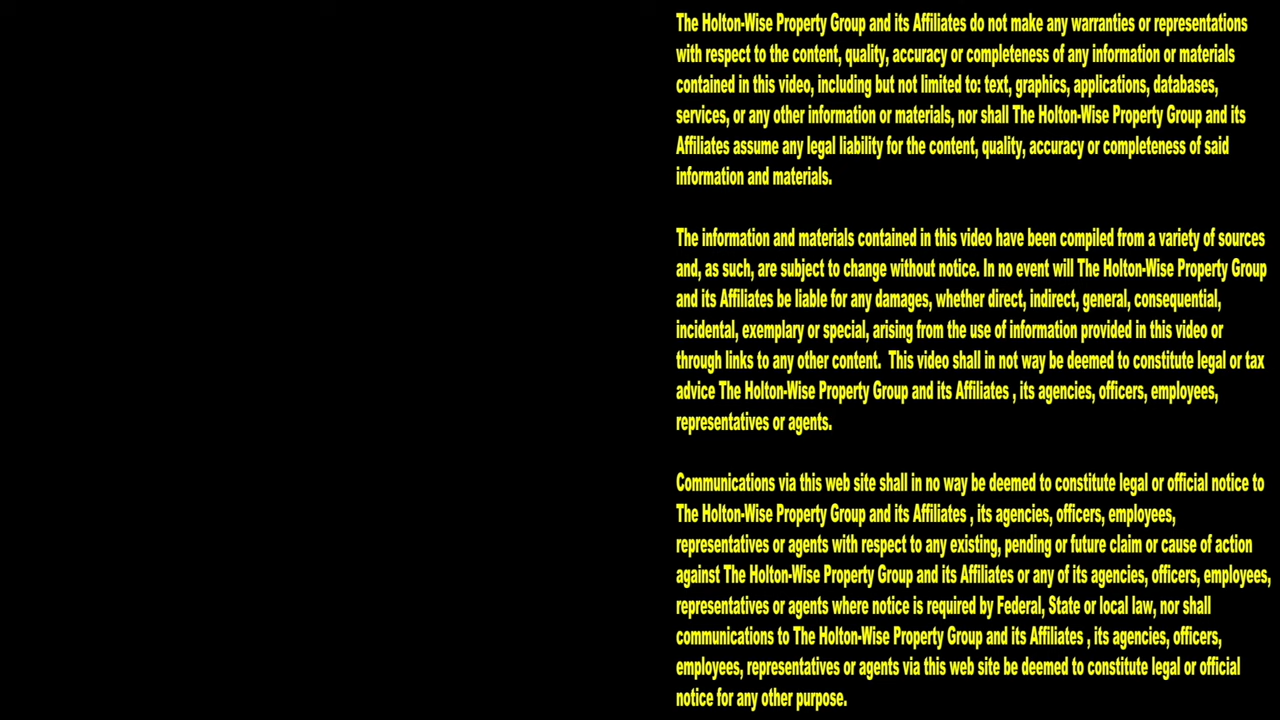 The Holton-Wise Property Group and its Affiliates do not make any warranties or representations
with respect to the content, quality, accuracy or completeness of any information or materials
contained in this video, including but not limited to: text, graphics, applications, databases,
services, or any other information or materials, nor shall The Holton-Wise Property Group and its
Affiliates assume any legal liability for the content, quality, accuracy or completeness of said
information and materials.
The information and materials contained in this video have been compiled from a variety of sources
and, as such, are subject to change without notice. In no event will The Holton-Wise Property Group
and its Affiliates be liable for any damages, whether direct, indirect, general, consequential,
incidental, exemplary or special, arising from the use of information provided in this video or
through links to any other content.  This video shall in not way be deemed to constitute legal or tax
advice The Holton-Wise Property Group and its Affiliates , its agencies, officers, employees,
representatives or agents.
Communications via this web site shall in no way be deemed to constitute legal or official notice to
The Holton-Wise Property Group and its Affiliates , its agencies, officers, employees,
representatives or agents with respect to any existing, pending or future claim or cause of action
against The Holton-Wise Property Group and its Affiliates or any of its agencies, officers, employees,
representatives or agents where notice is required by Federal, State or local law, nor shall
communications to The Holton-Wise Property Group and its Affiliates , its agencies, officers,
employees, representatives or agents via this web site be deemed to constitute legal or official
notice for any other purpose.